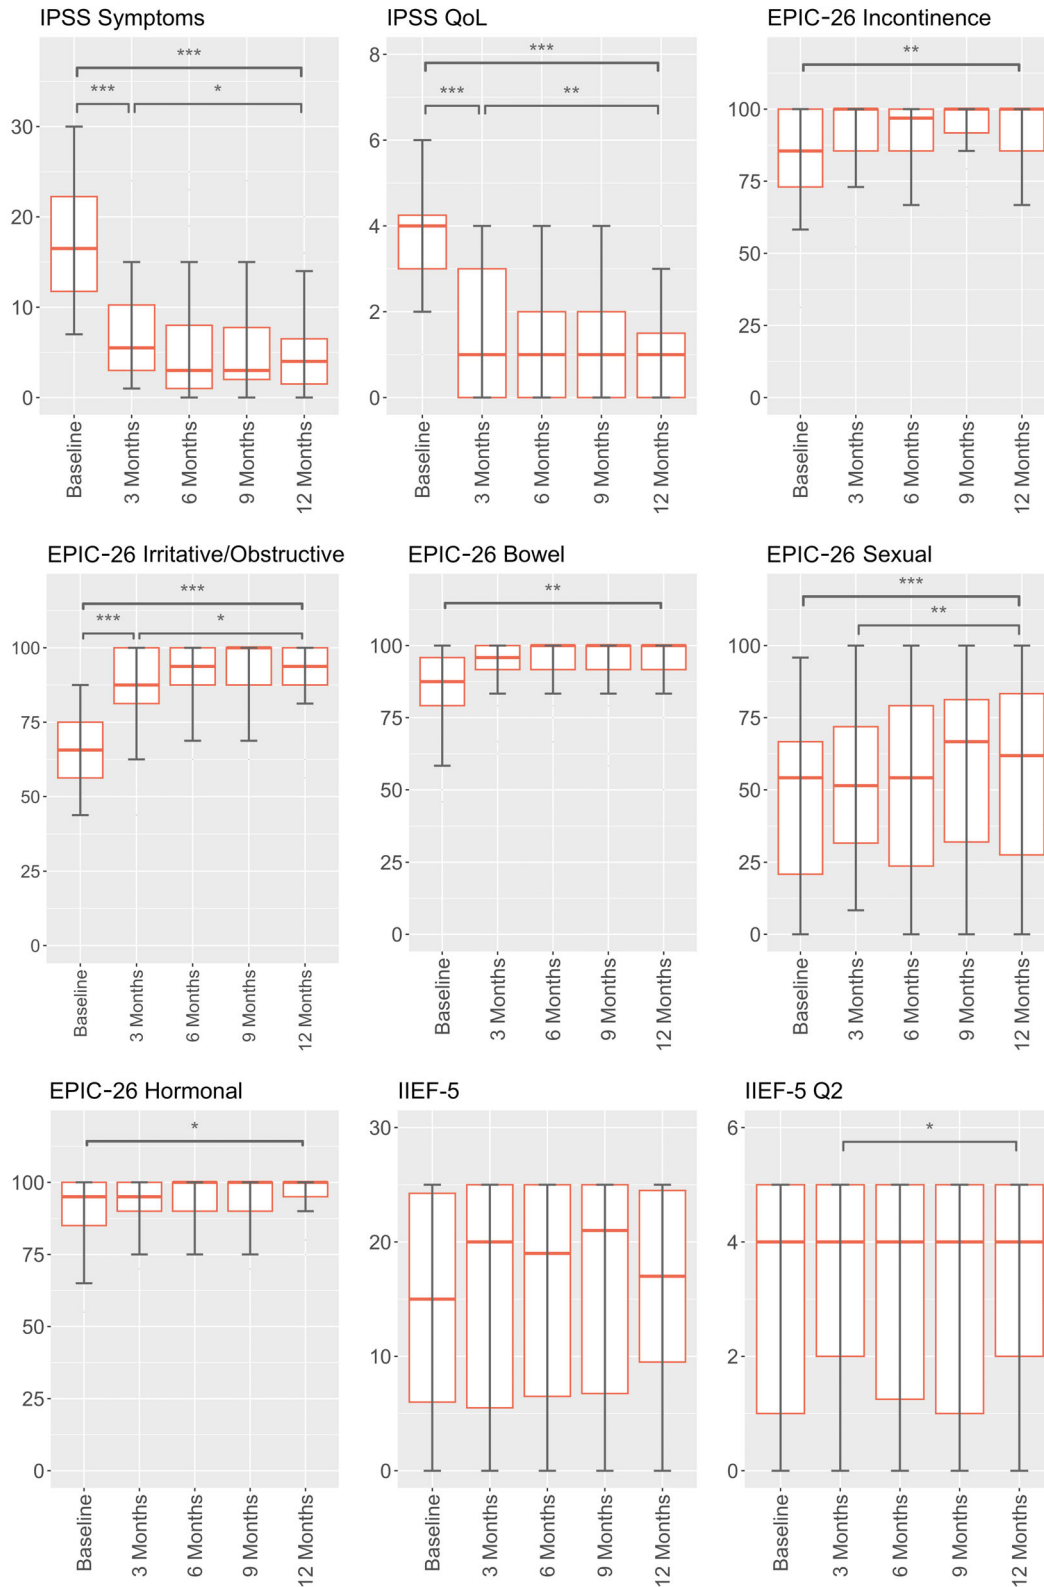 IPSS Symptoms
***
***
*
30
20
10
0
Baseline
3 Months
6 Months
9 Months
12 Months
IPSS QoL
***
***
**
8
6
4
2
0
Baseline
3 Months
6 Months
9 Months
12 Months
EPIC-26 Incontinence
**
100
75
50
25
0
Baseline
3 Months
6 Months
9 Months
12 Months
EPIC-26 Irritative/Obstructive
***
***
*
100
75
50
25
0
Baseline
3 Months
6 Months
9 Months
12 Months
EPIC-26 Bowel
**
100
75
50
25
0
Baseline
3 Months
6 Months
9 Months
12 Months
EPIC-26 Sexual
***
**
100
75
50
25
0
Baseline
3 Months
6 Months
9 Months
12 Months
EPIC-26 Hormonal
*
100
75
50
25
0
Baseline
3 Months
6 Months
9 Months
12 Months
IIEF-5
30
20
10
0
Baseline
3 Months
6 Months
9 Months
12 Months
IIEF-5 Q2
*
6
4
2
0
Baseline
3 Months
6 Months
9 Months
12 Months